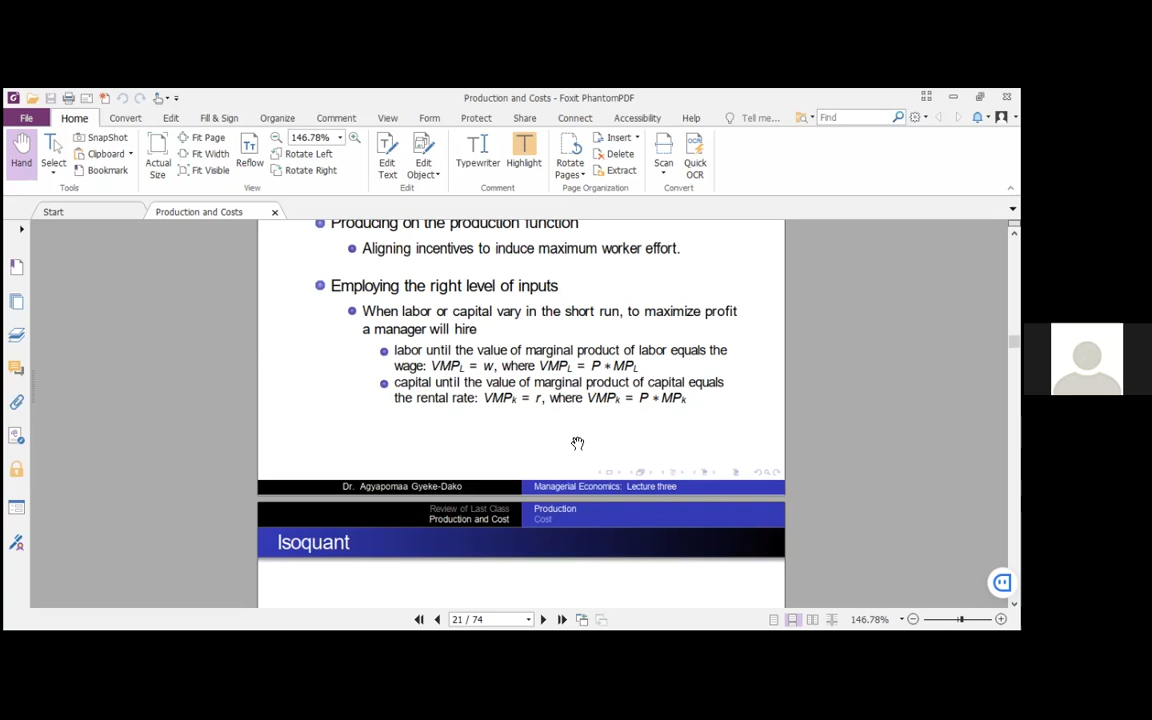 Production and Costs - Foxit PhantomPDF
File Home Convert Edit Fill & Sign Organize Comment View Form Protect Share Connect Accessibility Help Tell me... Find
Hand
Select
SnapShot
Clipboard
Bookmark
Tools
Actual Size
Fit Page
Fit Width
Fit Visible
Reflow
146.78%
Rotate Left
Rotate Right
View
Edit Text
Edit Object
Edit
Typewriter
Highlight
Comment
Rotate Pages
Insert
Delete
Extract
Page Organization
Scan
Quick OCR
Convert
Start Production and Costs
Producing on the production function
Aligning incentives to induce maximum worker effort.
Employing the right level of inputs
When labor or capital vary in the short run, to maximize profit
a manager will hire
labor until the value of marginal product of labor equals the
wage: VMP_L = w, where VMP_L = P * MP_L
capital until the value of marginal product of capital equals
the rental rate: VMP_k = r, where VMP_k = P * MP_k
Dr. Agyapomaa Gyeke-Dako Managerial Economics: Lecture three
Review of Last Class Production
Production and Cost Cost
Isoquant
21 / 74 146.78%